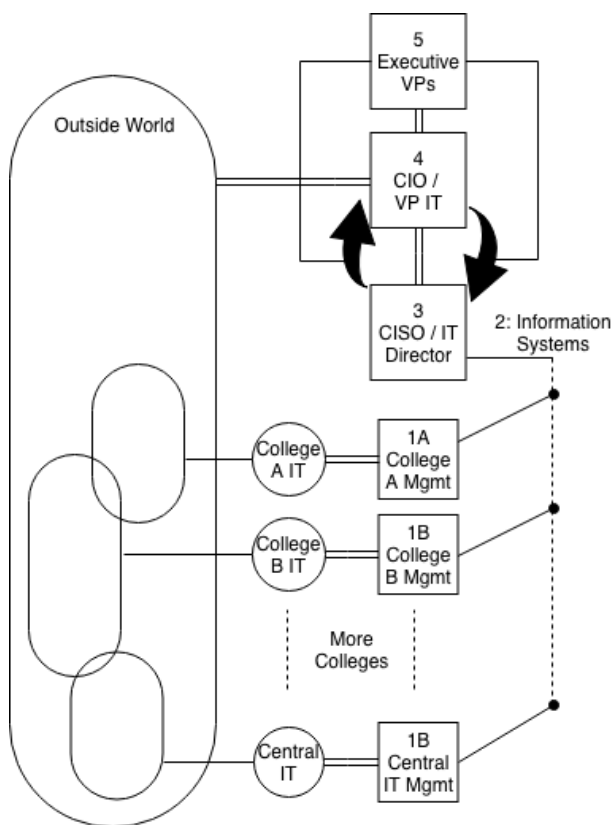 5
Executive
VPs
Outside World
4
CIO /
VP IT
3
CISO / IT
Director
2: Information
Systems
College
A IT
1A
College
A Mgmt
College
B IT
1B
College
B Mgmt
More
Colleges
Central
IT
1B
Central
IT Mgmt